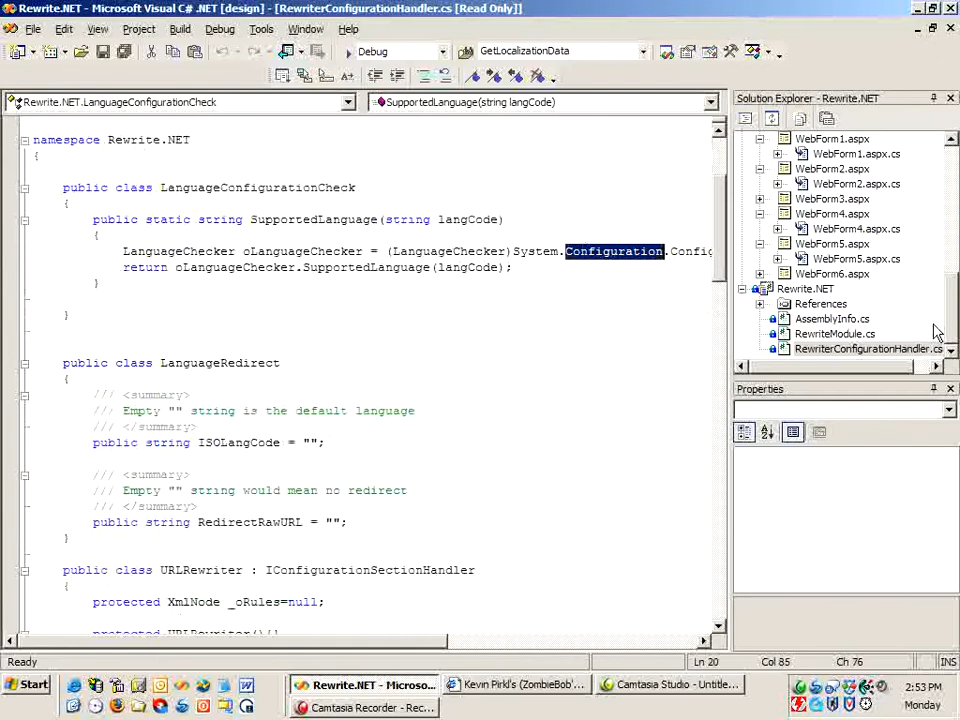 Rewrite.NET - Microsoft Visual C# .NET [design] - [RewriterConfigurationHandler.cs [Read Only]]
File Edit View Project Build Debug Tools Window Help
Debug GetLocalizationData
Rewrite.NET.LanguageConfigurationCheck SupportedLanguage(string langCode)
namespace Rewrite.NET
{
public class LanguageConfigurationCheck
{
public static string SupportedLanguage(string langCode)
{
LanguageChecker oLanguageChecker = (LanguageChecker)System.Configuration.Config
return oLanguageChecker.SupportedLanguage(langCode);
}
}
public class LanguageRedirect
{
/// <summary>
/// Empty "" string is the default language
/// </summary>
public string ISOLangCode = "";
/// <summary>
/// Empty "" string would mean no redirect
/// </summary>
public string RedirectRawURL = "";
}
public class URLRewriter : IConfigurationSectionHandler
{
protected XmlNode _oRules=null;
protected URLRewriter(){}
Solution Explorer - Rewrite.NET
WebForm1.aspx
WebForm1.aspx.cs
WebForm2.aspx
WebForm2.aspx.cs
WebForm3.aspx
WebForm4.aspx
WebForm4.aspx.cs
WebForm5.aspx
WebForm5.aspx.cs
WebForm6.aspx
Rewrite.NET
References
AssemblyInfo.cs
RewriteModule.cs
RewriterConfigurationHandler.cs
Properties
Ready Ln 20 Col 85 Ch 76 INS
Start Rewrite.NET - Microso... Kevin Pirkl's (ZombieBob'... Camtasia Studio - Untitle... 2:53 PM
Camtasia Recorder - Rec... Monday